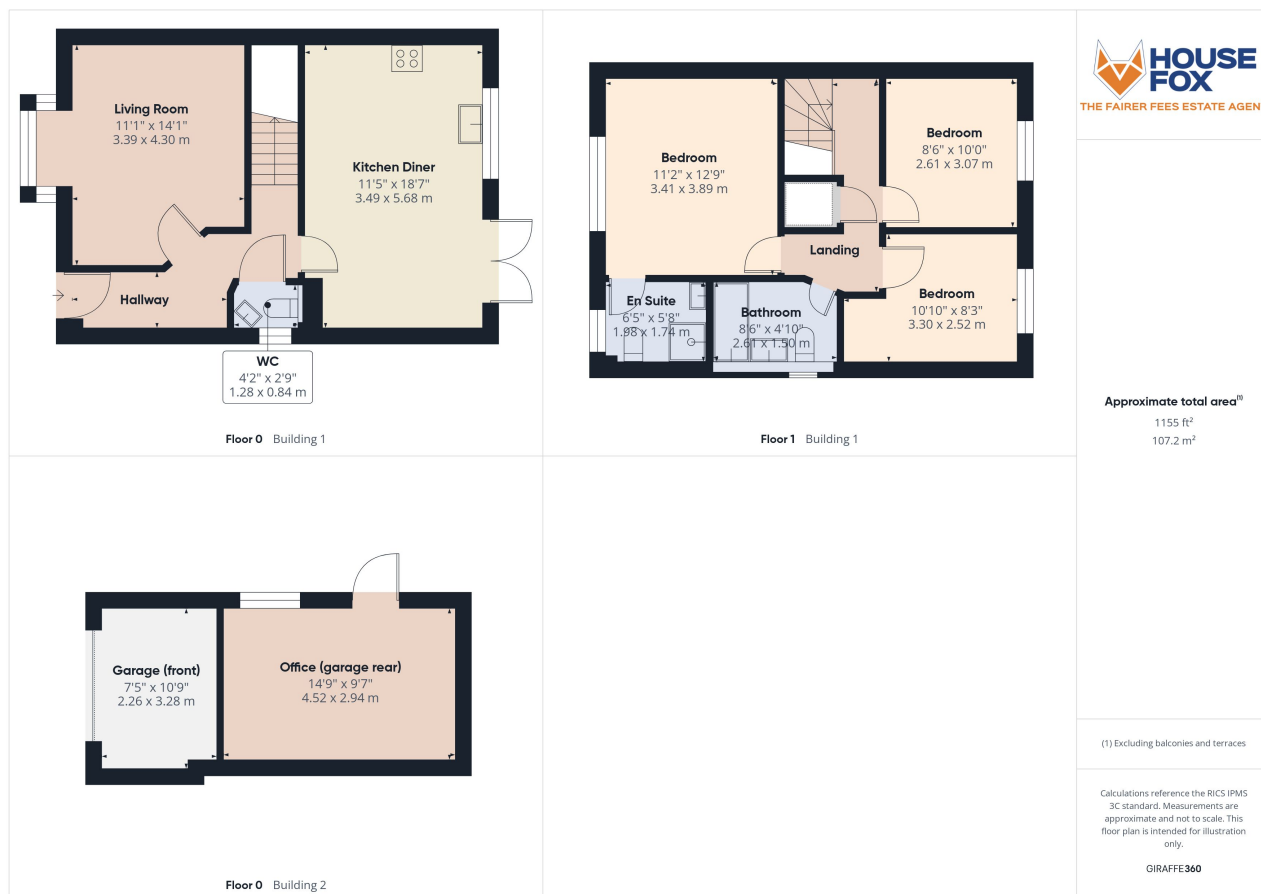 Living Room
11'1" x 14'1"
3.39 x 4.30 m
Kitchen Diner
11'5" x 18'7"
3.49 x 5.68 m
Hallway
WC
4'2" x 2'9"
1.28 x 0.84 m
Floor 0 Building 1
Bedroom
11'2" x 12'9"
3.41 x 3.89 m
Bedroom
8'6" x 10'0"
2.61 x 3.07 m
Landing
En Suite
6'5" x 5'8"
1.98 x 1.74 m
Bathroom
8'6" x 4'10"
2.61 x 1.50 m
Bedroom
10'10" x 8'3"
3.30 x 2.52 m
Floor 1 Building 1
Garage (front)
7'5" x 10'9"
2.26 x 3.28 m
Office (garage rear)
14'9" x 9'7"
4.52 x 2.94 m
Floor 0 Building 2
HOUSE
FOX
THE FAIRER FEES ESTATE AGEN
Approximate total area(1)
1155 ft²
107.2 m²
(1) Excluding balconies and terraces
Calculations reference the RICS IPMS
3C standard. Measurements are
approximate and not to scale. This
floor plan is intended for illustration
only.
GIRAFFE360